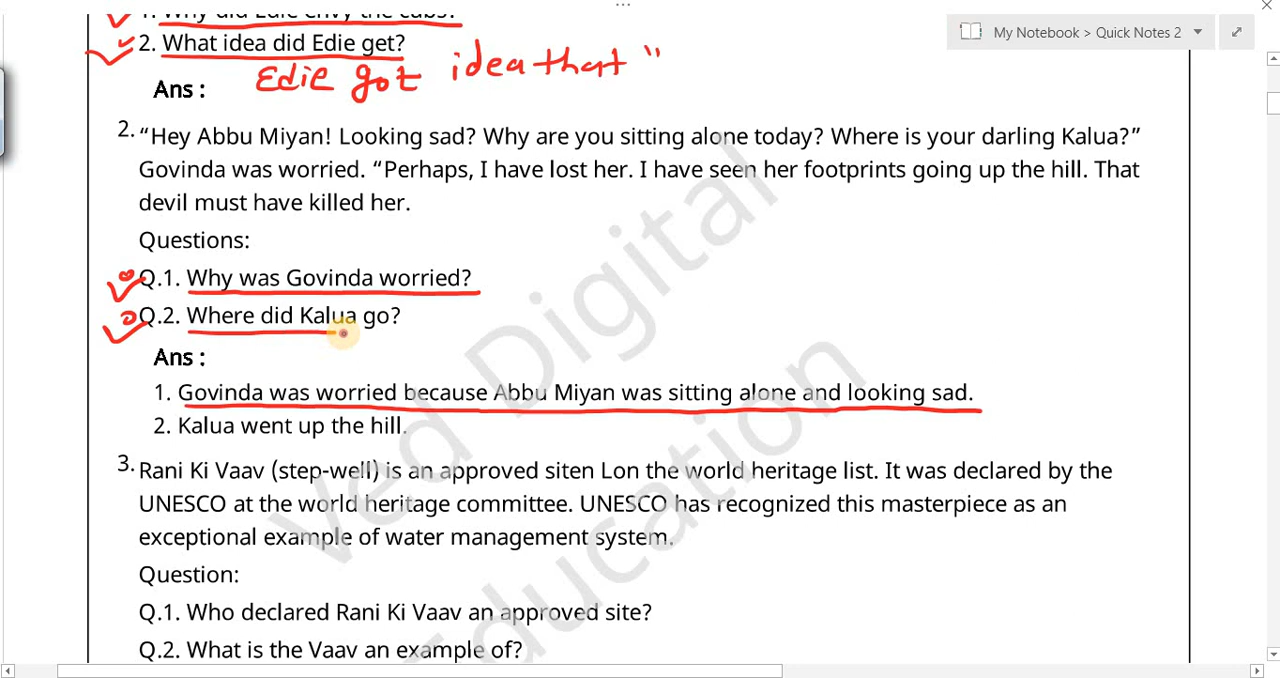 ...
My Notebook > Quick Notes 2
1. Why did Edie envy the cubs?
2. What idea did Edie get?
Edie got idea that "
Ans :
2. “Hey Abbu Miyan! Looking sad? Why are you sitting alone today? Where is your darling Kalua?”
Govinda was worried. “Perhaps, I have lost her. I have seen her footprints going up the hill. That
devil must have killed her.
Questions:
Q.1. Why was Govinda worried?
Q.2. Where did Kalua go?
Ans :
1. Govinda was worried because Abbu Miyan was sitting alone and looking sad.
2. Kalua went up the hill.
3. Rani Ki Vaav (step-well) is an approved siten Lon the world heritage list. It was declared by the
UNESCO at the world heritage committee. UNESCO has recognized this masterpiece as an
exceptional example of water management system.
Question:
Q.1. Who declared Rani Ki Vaav an approved site?
Q.2. What is the Vaav an example of?
Ved Digital
Education